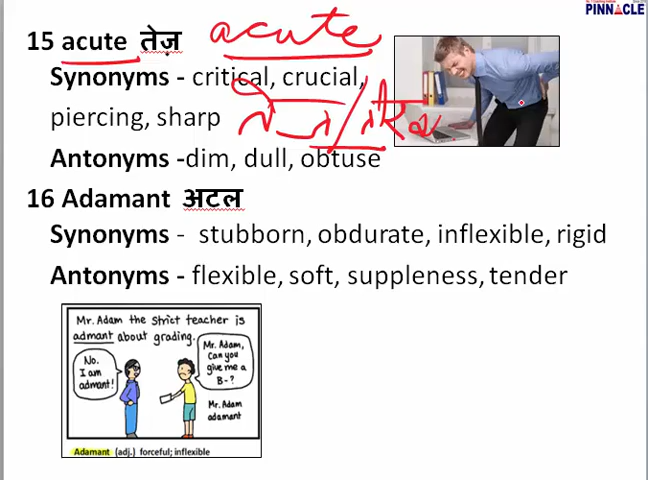 PINNACLE
15 acute तेज़ acute
Synonyms - critical, crucial,
piercing, sharp
Antonyms -dim, dull, obtuse
16 Adamant अटल
Synonyms - stubborn, obdurate, inflexible, rigid
Antonyms - flexible, soft, suppleness, tender
Mr. Adam the strict teacher is
admant about grading.
No.
I am
admant!
Mr. Adam,
Can you
give me a
B-?
Mr. Adam
adamant
Adamant (adj.) forceful; inflexible